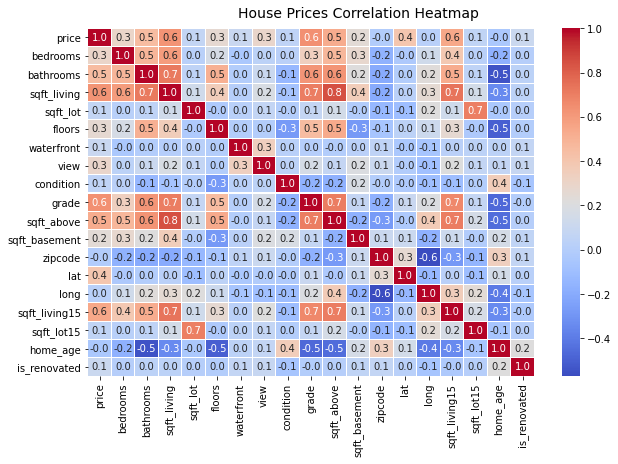 House Prices Correlation Heatmap
price 1.0 0.3 0.5 0.6 0.1 0.3 0.1 0.3 0.1 0.6 0.5 0.2 -0.0 0.4 0.0 0.6 0.1 -0.0 0.1
bedrooms 0.3 1.0 0.5 0.6 0.0 0.2 -0.0 0.0 0.0 0.3 0.5 0.3 -0.2 -0.0 0.1 0.4 0.0 -0.2 0.0
bathrooms 0.5 0.5 1.0 0.7 0.1 0.5 0.0 0.1 -0.1 0.6 0.6 0.2 -0.2 0.0 0.2 0.5 0.1 -0.5 0.0
sqft_living 0.6 0.6 0.7 1.0 0.1 0.4 0.0 0.2 -0.1 0.7 0.8 0.4 -0.2 0.0 0.3 0.7 0.1 -0.3 0.0
sqft_lot 0.1 0.0 0.1 0.1 1.0 -0.0 0.0 0.1 -0.0 0.1 0.1 0.0 -0.1 -0.1 0.2 0.1 0.7 -0.0 0.0
floors 0.3 0.2 0.5 0.4 -0.0 1.0 0.0 0.0 -0.3 0.5 0.5 -0.3 -0.1 0.0 0.1 0.3 -0.0 -0.5 0.0
waterfront 0.1 -0.0 0.0 0.0 0.0 0.0 1.0 0.3 0.0 0.0 0.0 0.0 0.1 -0.0 -0.1 0.0 0.0 0.0 0.1
view 0.3 0.0 0.1 0.2 0.1 0.0 0.3 1.0 0.0 0.2 0.1 0.2 0.1 -0.0 -0.1 0.2 0.1 0.1 0.1
condition 0.1 0.0 -0.1 -0.1 -0.0 -0.3 0.0 0.0 1.0 -0.2 -0.2 0.2 -0.0 -0.0 -0.1 -0.1 0.0 0.4 -0.1
grade 0.6 0.3 0.6 0.7 0.1 0.5 0.0 0.2 -0.2 1.0 0.7 0.1 -0.2 0.1 0.2 0.7 0.1 -0.5 -0.0
sqft_above 0.5 0.5 0.6 0.8 0.1 0.5 -0.0 0.1 -0.2 0.7 1.0 -0.2 -0.3 -0.0 0.4 0.7 0.2 -0.5 0.0
sqft_basement 0.2 0.3 0.2 0.4 -0.0 -0.3 0.0 0.2 0.2 0.1 -0.2 1.0 0.1 0.1 -0.2 0.1 -0.0 0.2 0.1
zipcode -0.0 -0.2 -0.2 -0.2 -0.1 -0.1 0.1 0.1 -0.0 -0.2 -0.3 0.1 1.0 0.3 -0.6 -0.3 -0.1 0.3 0.1
lat 0.4 -0.0 0.0 0.0 -0.1 0.0 -0.0 -0.0 -0.0 0.1 -0.0 0.1 0.3 1.0 -0.1 0.0 -0.1 0.1 0.0
long 0.0 0.1 0.2 0.3 0.2 0.1 -0.1 -0.1 -0.1 0.2 0.4 -0.2 -0.6 -0.1 1.0 0.3 0.2 -0.4 -0.1
sqft_living15 0.6 0.4 0.5 0.7 0.1 0.3 0.0 0.2 -0.1 0.7 0.7 0.1 -0.3 0.0 0.3 1.0 0.2 -0.3 0.0
sqft_lot15 0.1 0.0 0.1 0.1 0.7 -0.0 0.0 0.1 0.0 0.1 0.2 -0.0 -0.1 -0.1 0.2 0.2 1.0 -0.1 0.0
home_age -0.0 -0.2 -0.5 -0.3 -0.0 -0.5 0.0 0.1 0.4 -0.5 -0.5 0.2 0.3 0.1 -0.4 -0.3 -0.1 1.0 0.2
is_renovated 0.1 0.0 0.0 0.0 0.0 0.0 0.1 0.1 -0.1 -0.0 0.0 0.1 0.1 0.0 -0.1 0.0 0.0 0.2 1.0
price bedrooms bathrooms sqft_living sqft_lot floors waterfront view condition grade sqft_above sqft_basement zipcode lat long sqft_living15 sqft_lot15 home_age is_renovated
1.0
0.8
0.6
0.4
0.2
0.0
−0.2
−0.4